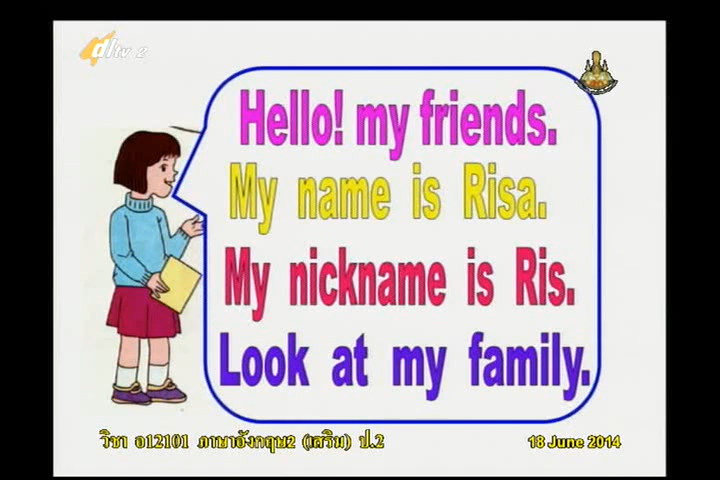 dltv 2
Hello! my friends.
My name is Risa.
My nickname is Ris.
Look at my family.
วิชา อ12101 ภาษาอังกฤษ2 (เสริม) ป.2
18 June 2014